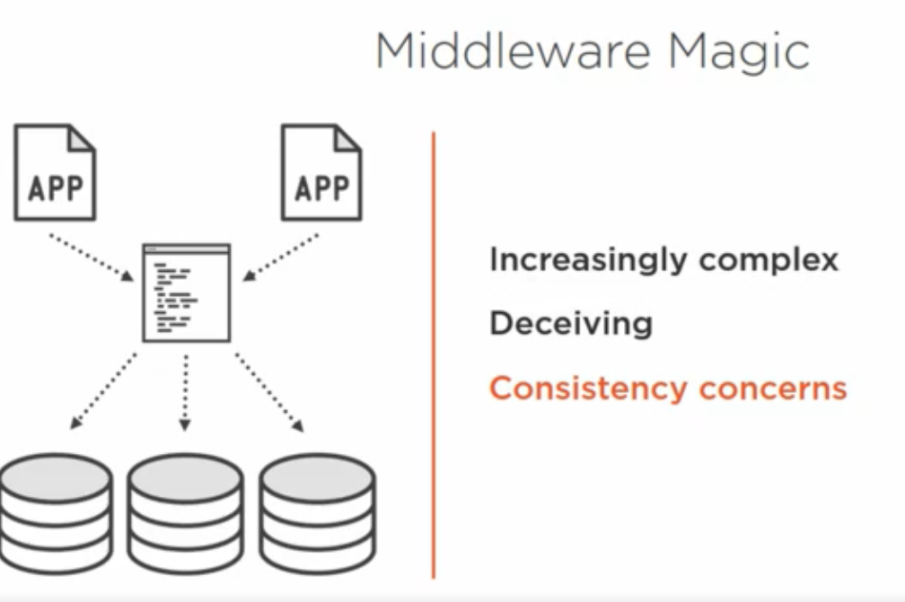 Middleware Magic
APP
APP
Increasingly complex
Deceiving
Consistency concerns